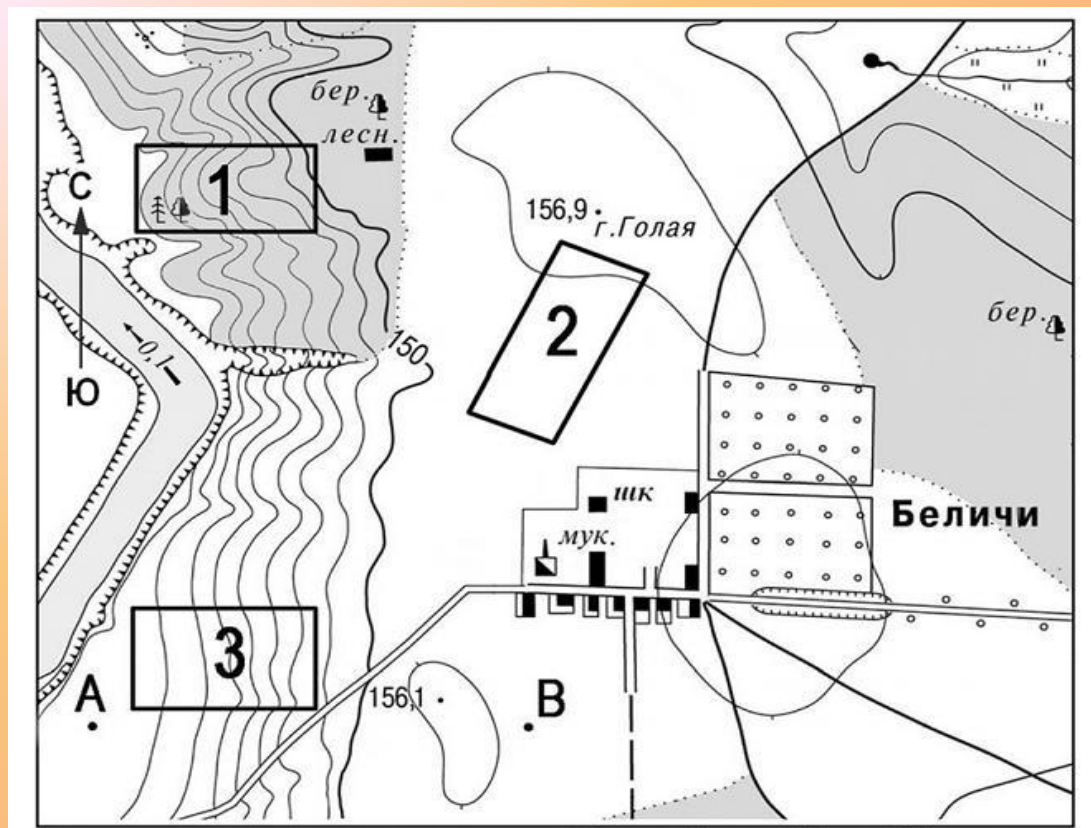 бер.
лесн.
С
1
156,9
г.Голая
0,1
2
бер.
150
Ю
шк
Беличи
мук.
3
А
156,1
В